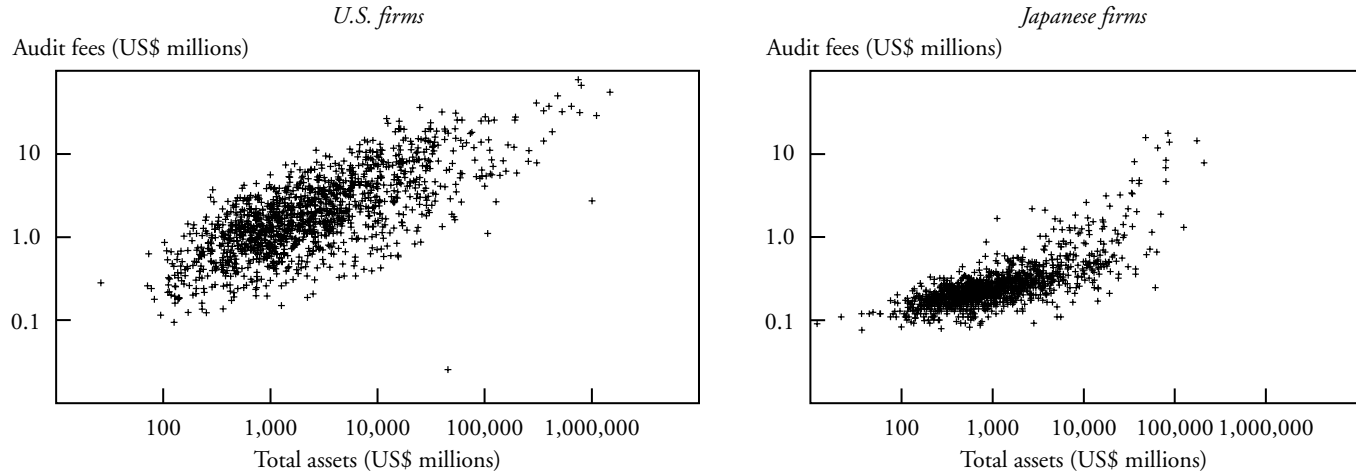 U.S. firms
Audit fees (US$ millions)
10
1.0
0.1
100 1,000 10,000 100,000 1,000,000
Total assets (US$ millions)
Japanese firms
Audit fees (US$ millions)
10
1.0
0.1
100 1,000 10,000 100,000 1,000,000
Total assets (US$ millions)